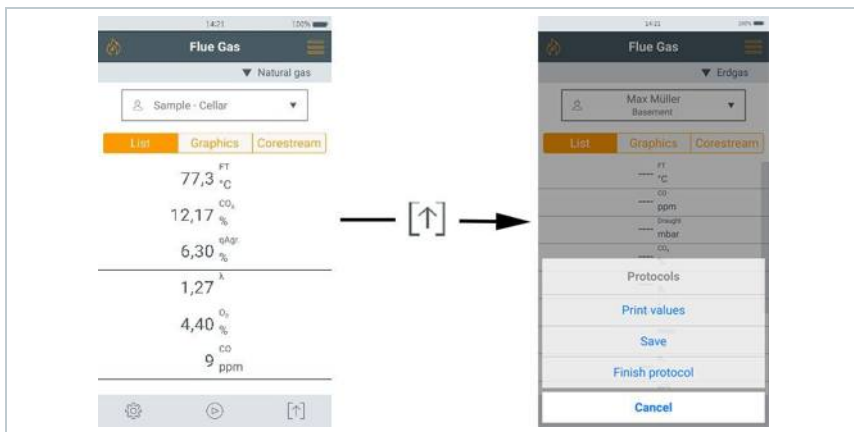 14:21 100%
Flue Gas
▼ Natural gas
Sample - Cellar ▼
List Graphics Corestream
FT
77,3 °C
CO₂
12,17 %
qAgr.
6,30 %
λ
1,27
O₂
4,40 %
CO
9 ppm
[↑]
[↑]
14:21 100%
Flue Gas
▼ Erdgas
Max Müller
Basement ▼
List Graphics Corestream
FT
---- °C
CO
---- ppm
Draught
---- mbar
CO₂
Protocols
Print values
Save
Finish protocol
Cancel